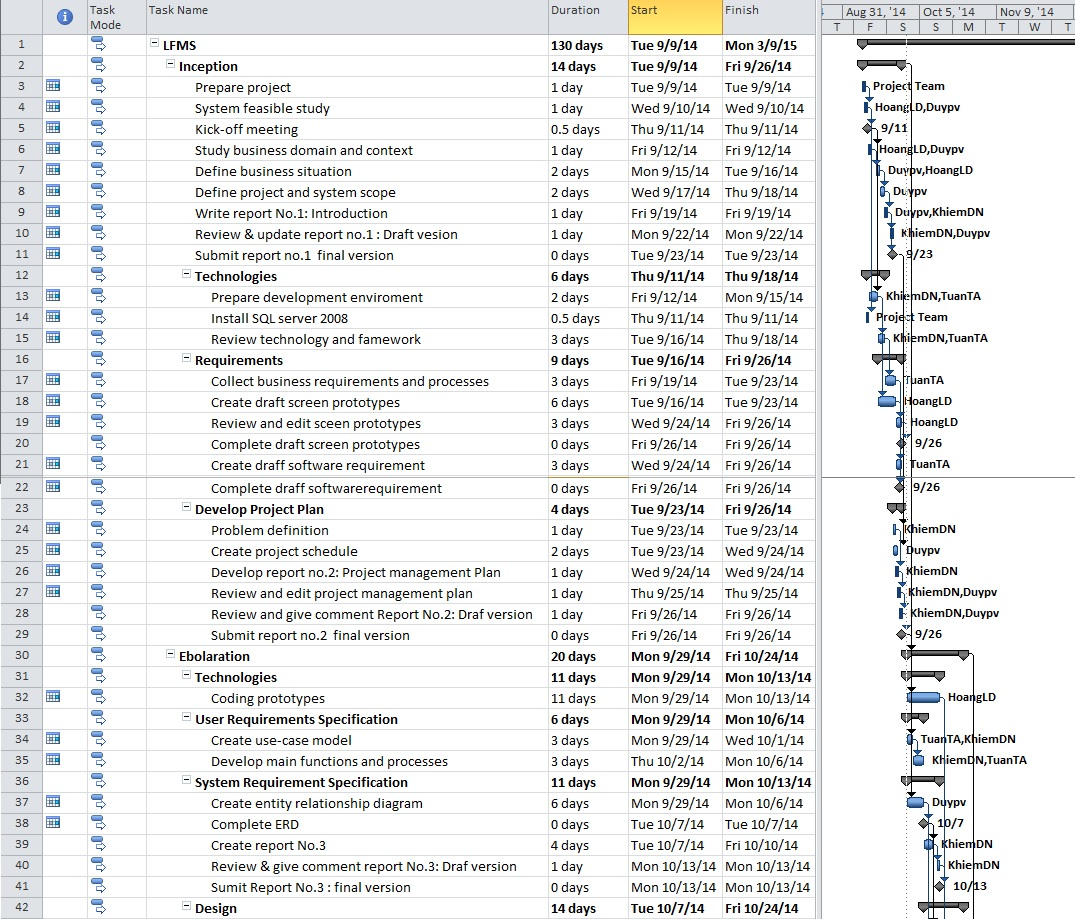 Task Mode Task Name Duration Start Finish 4 Aug 31, '14 Oct 5, '14 Nov 9, '14
T F S S M T W T
1 LFMS 130 days Tue 9/9/14 Mon 3/9/15
2 Inception 14 days Tue 9/9/14 Fri 9/26/14
3 Prepare project 1 day Tue 9/9/14 Tue 9/9/14 Project Team
4 System feasible study 1 day Wed 9/10/14 Wed 9/10/14 HoangLD,Duypv
5 Kick-off meeting 0.5 days Thu 9/11/14 Thu 9/11/14 9/11
6 Study business domain and context 1 day Fri 9/12/14 Fri 9/12/14 HoangLD,Duypv
7 Define business situation 2 days Mon 9/15/14 Tue 9/16/14 Duypv,HoangLD
8 Define project and system scope 2 days Wed 9/17/14 Thu 9/18/14 Duypv
9 Write report No.1: Introduction 1 day Fri 9/19/14 Fri 9/19/14 Duypv,KhiemDN
10 Review & update report no.1 : Draft vesion 1 day Mon 9/22/14 Mon 9/22/14 KhiemDN,Duypv
11 Submit report no.1 final version 0 days Tue 9/23/14 Tue 9/23/14 9/23
12 Technologies 6 days Thu 9/11/14 Thu 9/18/14
13 Prepare development enviroment 2 days Fri 9/12/14 Mon 9/15/14 KhiemDN,TuanTA
14 Install SQL server 2008 0.5 days Thu 9/11/14 Thu 9/11/14 Project Team
15 Review technology and famework 3 days Tue 9/16/14 Thu 9/18/14 KhiemDN,TuanTA
16 Requirements 9 days Tue 9/16/14 Fri 9/26/14
17 Collect business requirements and processes 3 days Fri 9/19/14 Tue 9/23/14 TuanTA
18 Create draft screen prototypes 6 days Tue 9/16/14 Tue 9/23/14 HoangLD
19 Review and edit sceen prototypes 3 days Wed 9/24/14 Fri 9/26/14 HoangLD
20 Complete draft screen prototypes 0 days Fri 9/26/14 Fri 9/26/14 9/26
21 Create draff software requirement 3 days Wed 9/24/14 Fri 9/26/14 TuanTA
22 Complete draff softwarerequirement 0 days Fri 9/26/14 Fri 9/26/14 9/26
23 Develop Project Plan 4 days Tue 9/23/14 Fri 9/26/14
24 Problem definition 1 day Tue 9/23/14 Tue 9/23/14 KhiemDN
25 Create project schedule 2 days Tue 9/23/14 Wed 9/24/14 Duypv
26 Develop report no.2: Project management Plan 1 day Wed 9/24/14 Wed 9/24/14 KhiemDN
27 Review and edit project management plan 1 day Thu 9/25/14 Thu 9/25/14 KhiemDN,Duypv
28 Review and give comment Report No.2: Draf version 1 day Fri 9/26/14 Fri 9/26/14 KhiemDN,Duypv
29 Submit report no.2 final version 0 days Fri 9/26/14 Fri 9/26/14 9/26
30 Ebolaration 20 days Mon 9/29/14 Fri 10/24/14
31 Technologies 11 days Mon 9/29/14 Mon 10/13/14
32 Coding prototypes 11 days Mon 9/29/14 Mon 10/13/14 HoangLD
33 User Requirements Specification 6 days Mon 9/29/14 Mon 10/6/14
34 Create use-case model 3 days Mon 9/29/14 Wed 10/1/14 TuanTA,KhiemDN
35 Develop main functions and processes 3 days Thu 10/2/14 Mon 10/6/14 KhiemDN,TuanTA
36 System Requirement Specification 11 days Mon 9/29/14 Mon 10/13/14
37 Create entity relationship diagram 6 days Mon 9/29/14 Mon 10/6/14 Duypv
38 Complete ERD 0 days Tue 10/7/14 Tue 10/7/14 10/7
39 Create report No.3 4 days Tue 10/7/14 Fri 10/10/14 KhiemDN
40 Review & give comment report No.3: Draf version 1 day Mon 10/13/14 Mon 10/13/14 KhiemDN
41 Sumit Report No.3 : final version 0 days Mon 10/13/14 Mon 10/13/14 10/13
42 Design 14 days Tue 10/7/14 Fri 10/24/14